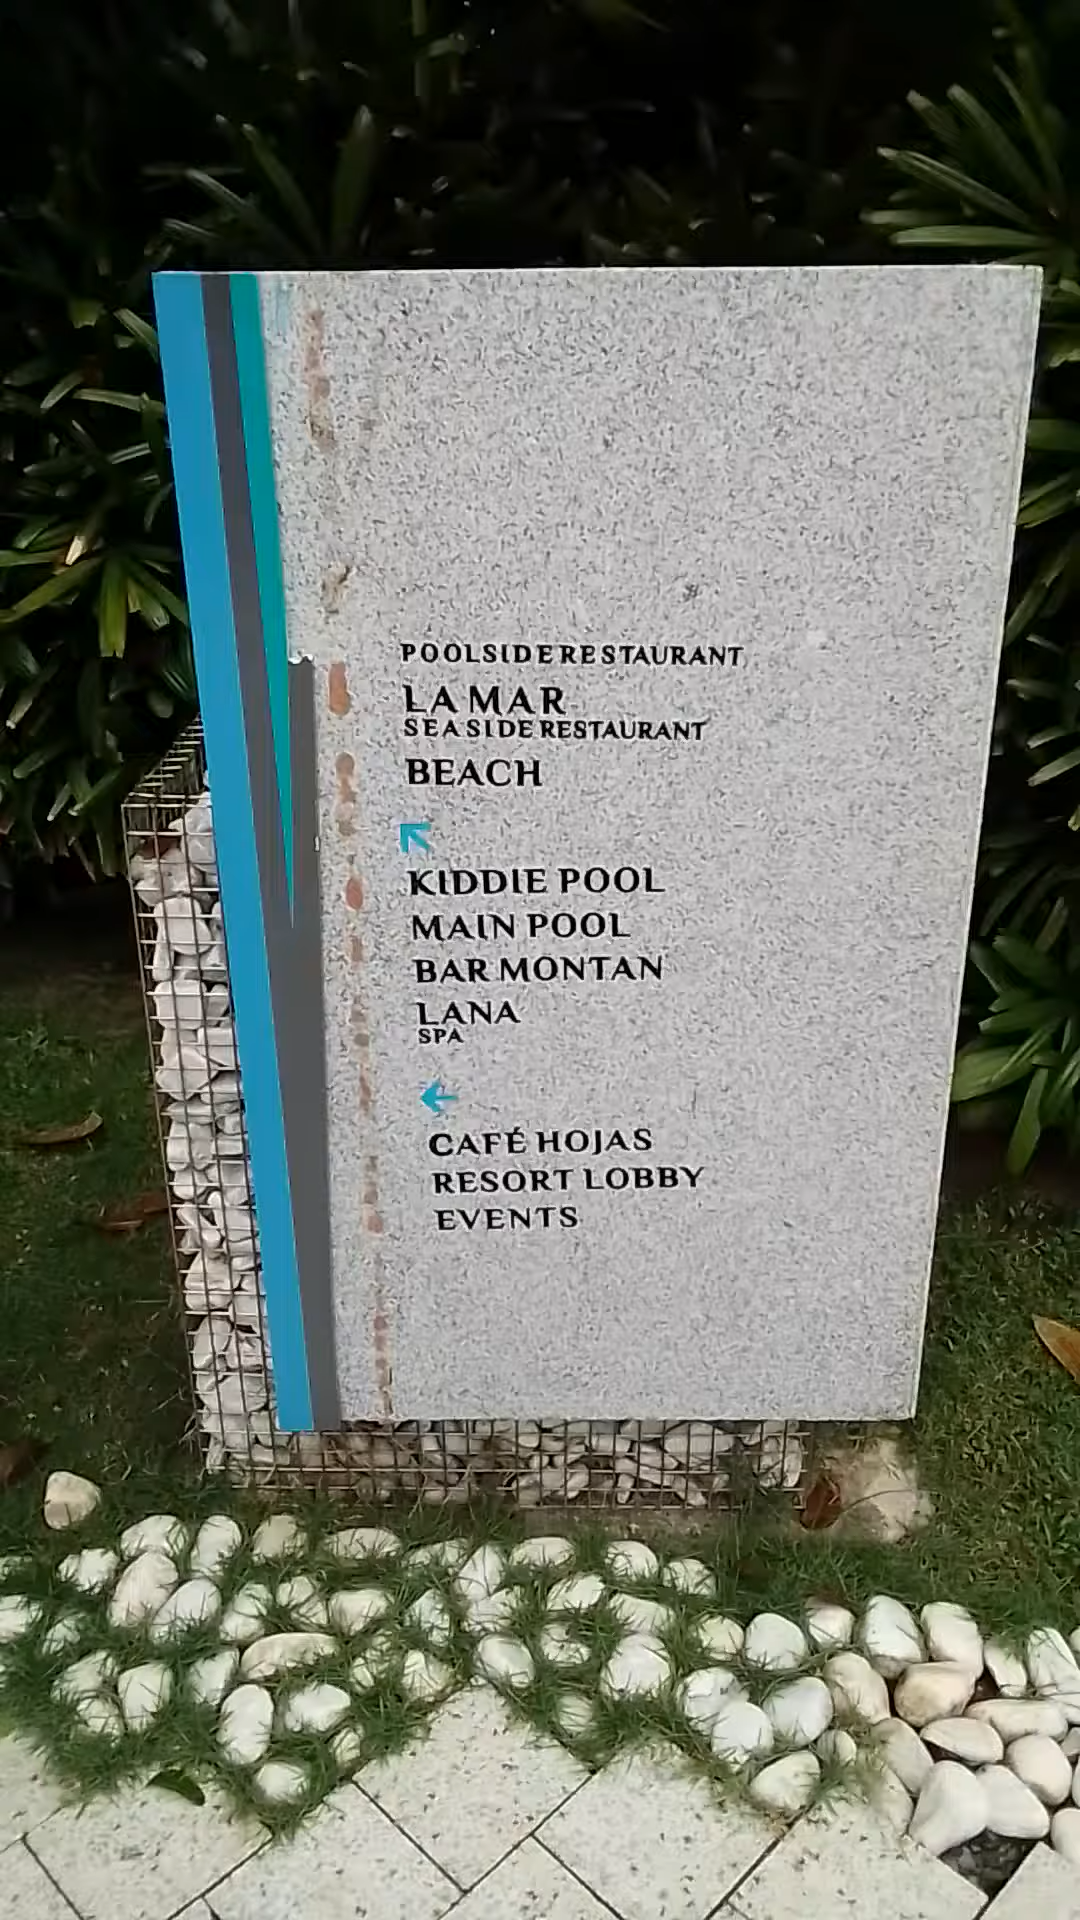 POOLSIDE RESTAURANT
LA MAR
SEASIDE RESTAURANT
BEACH
KIDDIE POOL
MAIN POOL
BAR MONTAN
LANA
SPA
CAFÉ HOJAS
RESORT LOBBY
EVENTS